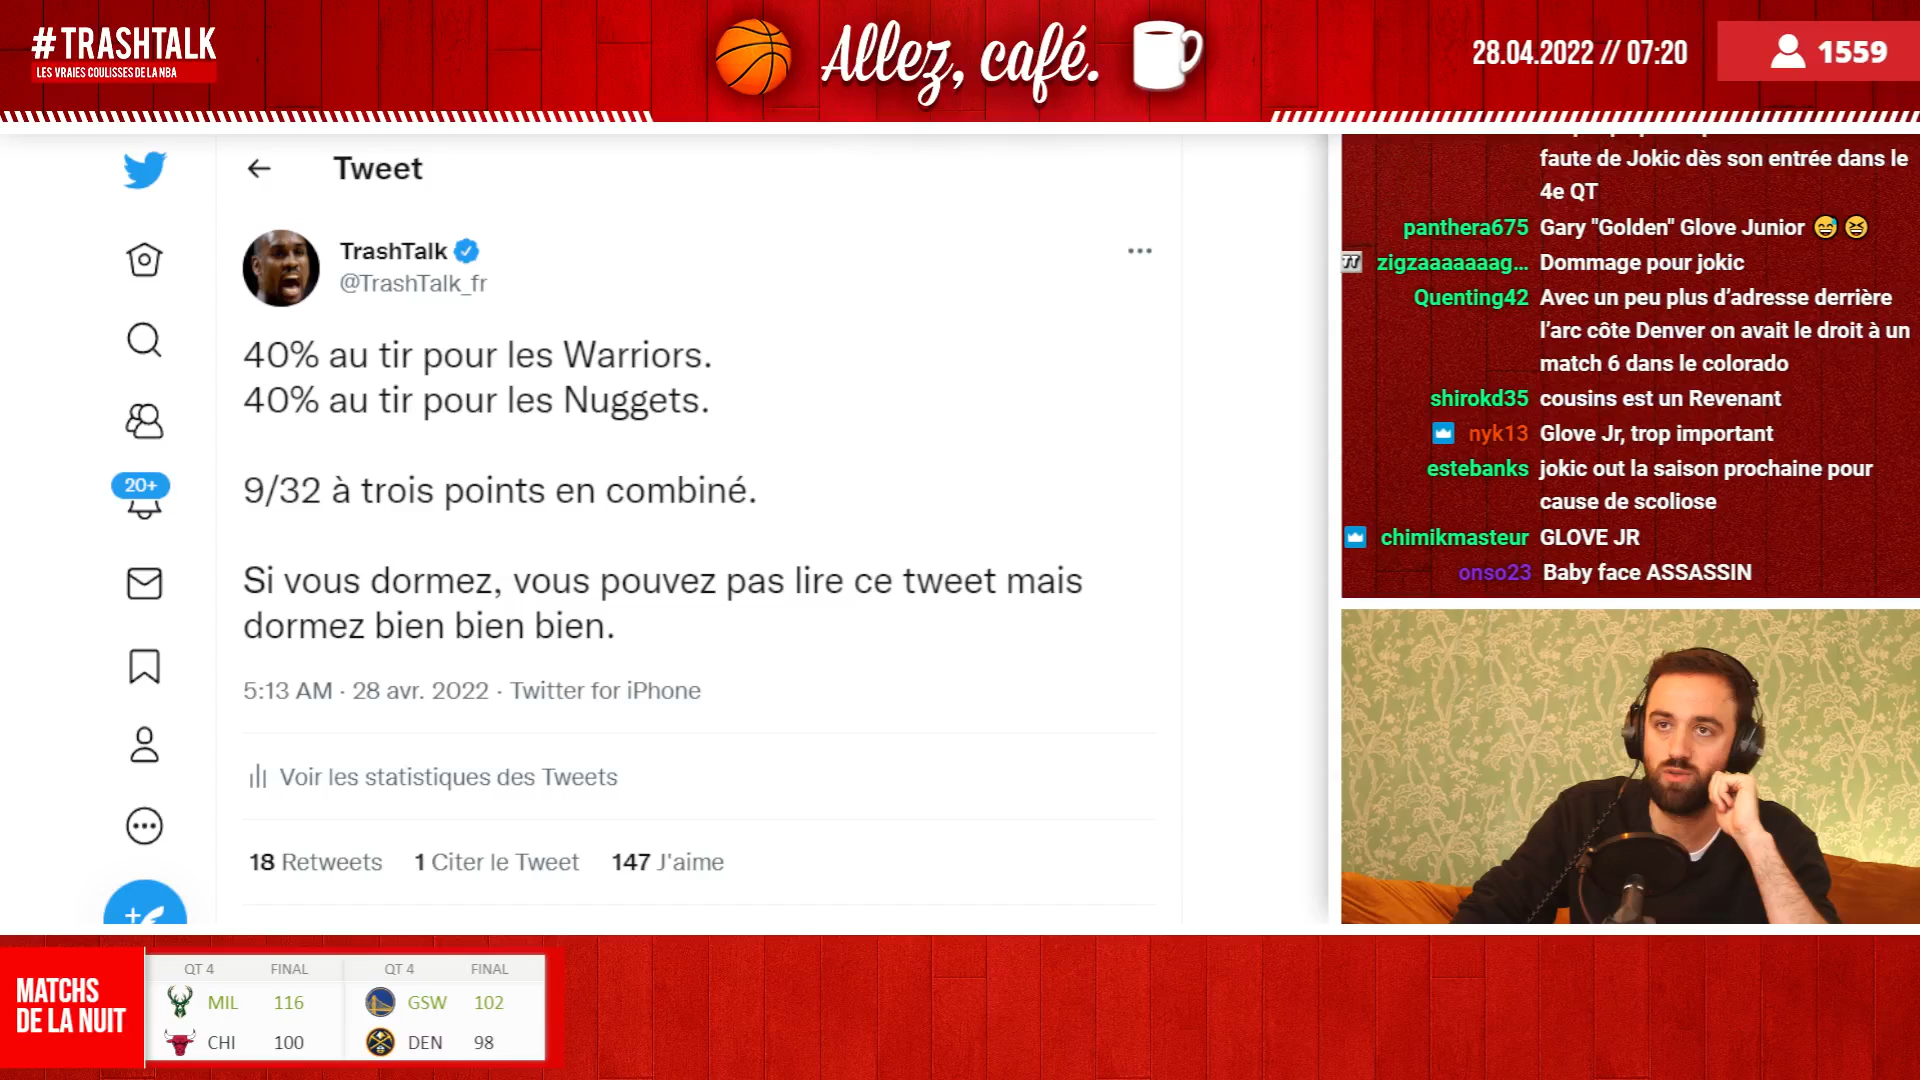 #TRASHTALK
LES VRAIES COULISSES DE LA NBA
Allez, café.
28.04.2022 // 07:20
1559
Tweet
TrashTalk
@TrashTalk_fr
40% au tir pour les Warriors.
40% au tir pour les Nuggets.
9/32 à trois points en combiné.
Si vous dormez, vous pouvez pas lire ce tweet mais
dormez bien bien bien.
5:13 AM · 28 avr. 2022 · Twitter for iPhone
Voir les statistiques des Tweets
18 Retweets 1 Citer le Tweet 147 J'aime
20+
faute de Jokic dès son entrée dans le
4e QT
panthera675 Gary "Golden" Glove Junior 😅 😆
TT zigzaaaaaaag... Dommage pour jokic
Quenting42 Avec un peu plus d’adresse derrière
l’arc côte Denver on avait le droit à un
match 6 dans le colorado
shirokd35 cousins est un Revenant
nyk13 Glove Jr, trop important
estebanks jokic out la saison prochaine pour
cause de scoliose
chimikmasteur GLOVE JR
onso23 Baby face ASSASSIN
MATCHS
DE LA NUIT
QT 4 FINAL
MIL 116
CHI 100
QT 4 FINAL
GSW 102
DEN 98